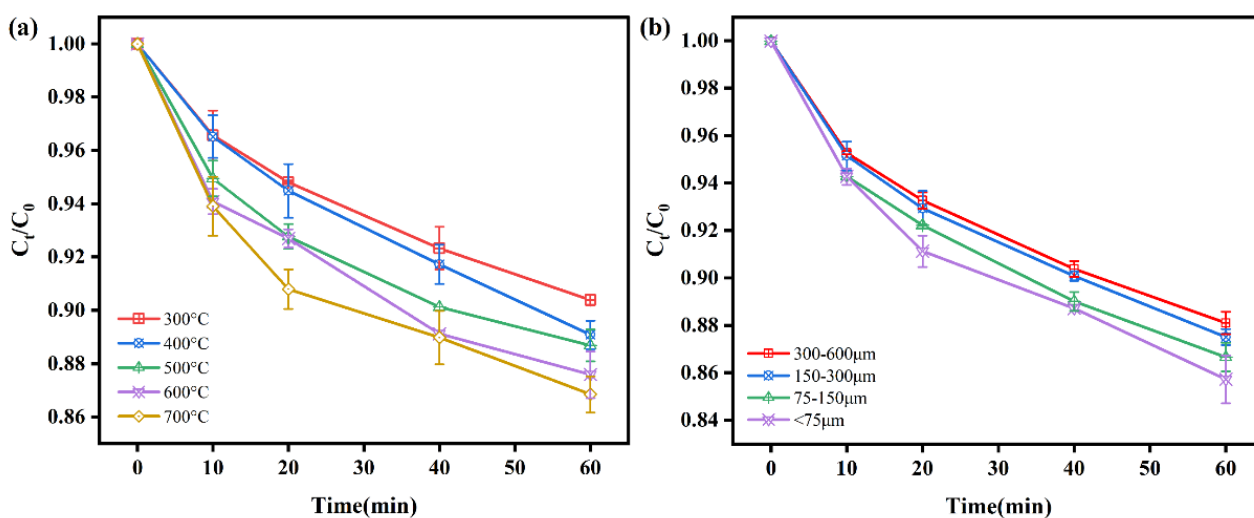 (a)
1.00
0.98
0.96
0.94
0.92
0.90
0.88
0.86
Cₜ/C₀
300°C
400°C
500°C
600°C
700°C
0 10 20 30 40 50 60
Time(min)
(b)
1.00
0.98
0.96
0.94
0.92
0.90
0.88
0.86
0.84
Cₜ/C₀
300-600μm
150-300μm
75-150μm
<75μm
0 10 20 30 40 50 60
Time(min)